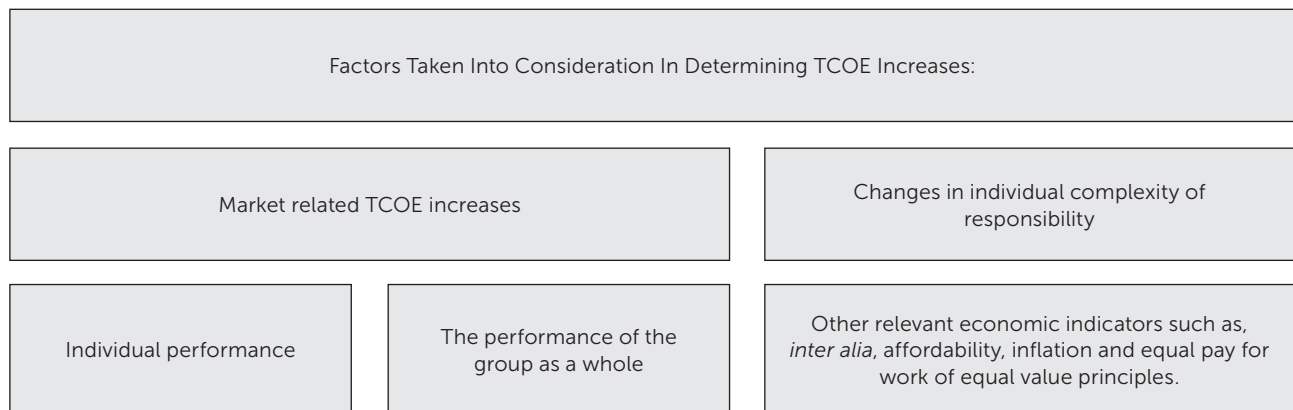 Factors Taken Into Consideration In Determining TCOE Increases:
Market related TCOE increases
Changes in individual complexity of
responsibility
Individual performance
The performance of the
group as a whole
Other relevant economic indicators such as,
inter alia, affordability, inflation and equal pay for
work of equal value principles.